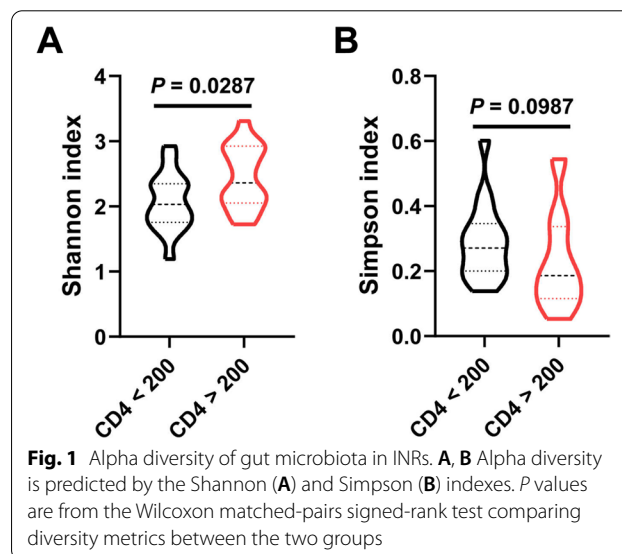 A
B
P = 0.0287
P = 0.0987
Shannon index
4
3
2
1
0
CD4 < 200
CD4 > 200
Simpson index
0.8
0.6
0.4
0.2
0.0
CD4 < 200
CD4 > 200
Fig. 1 Alpha diversity of gut microbiota in INRs. A, B Alpha diversity
is predicted by the Shannon (A) and Simpson (B) indexes. P values
are from the Wilcoxon matched-pairs signed-rank test comparing
diversity metrics between the two groups